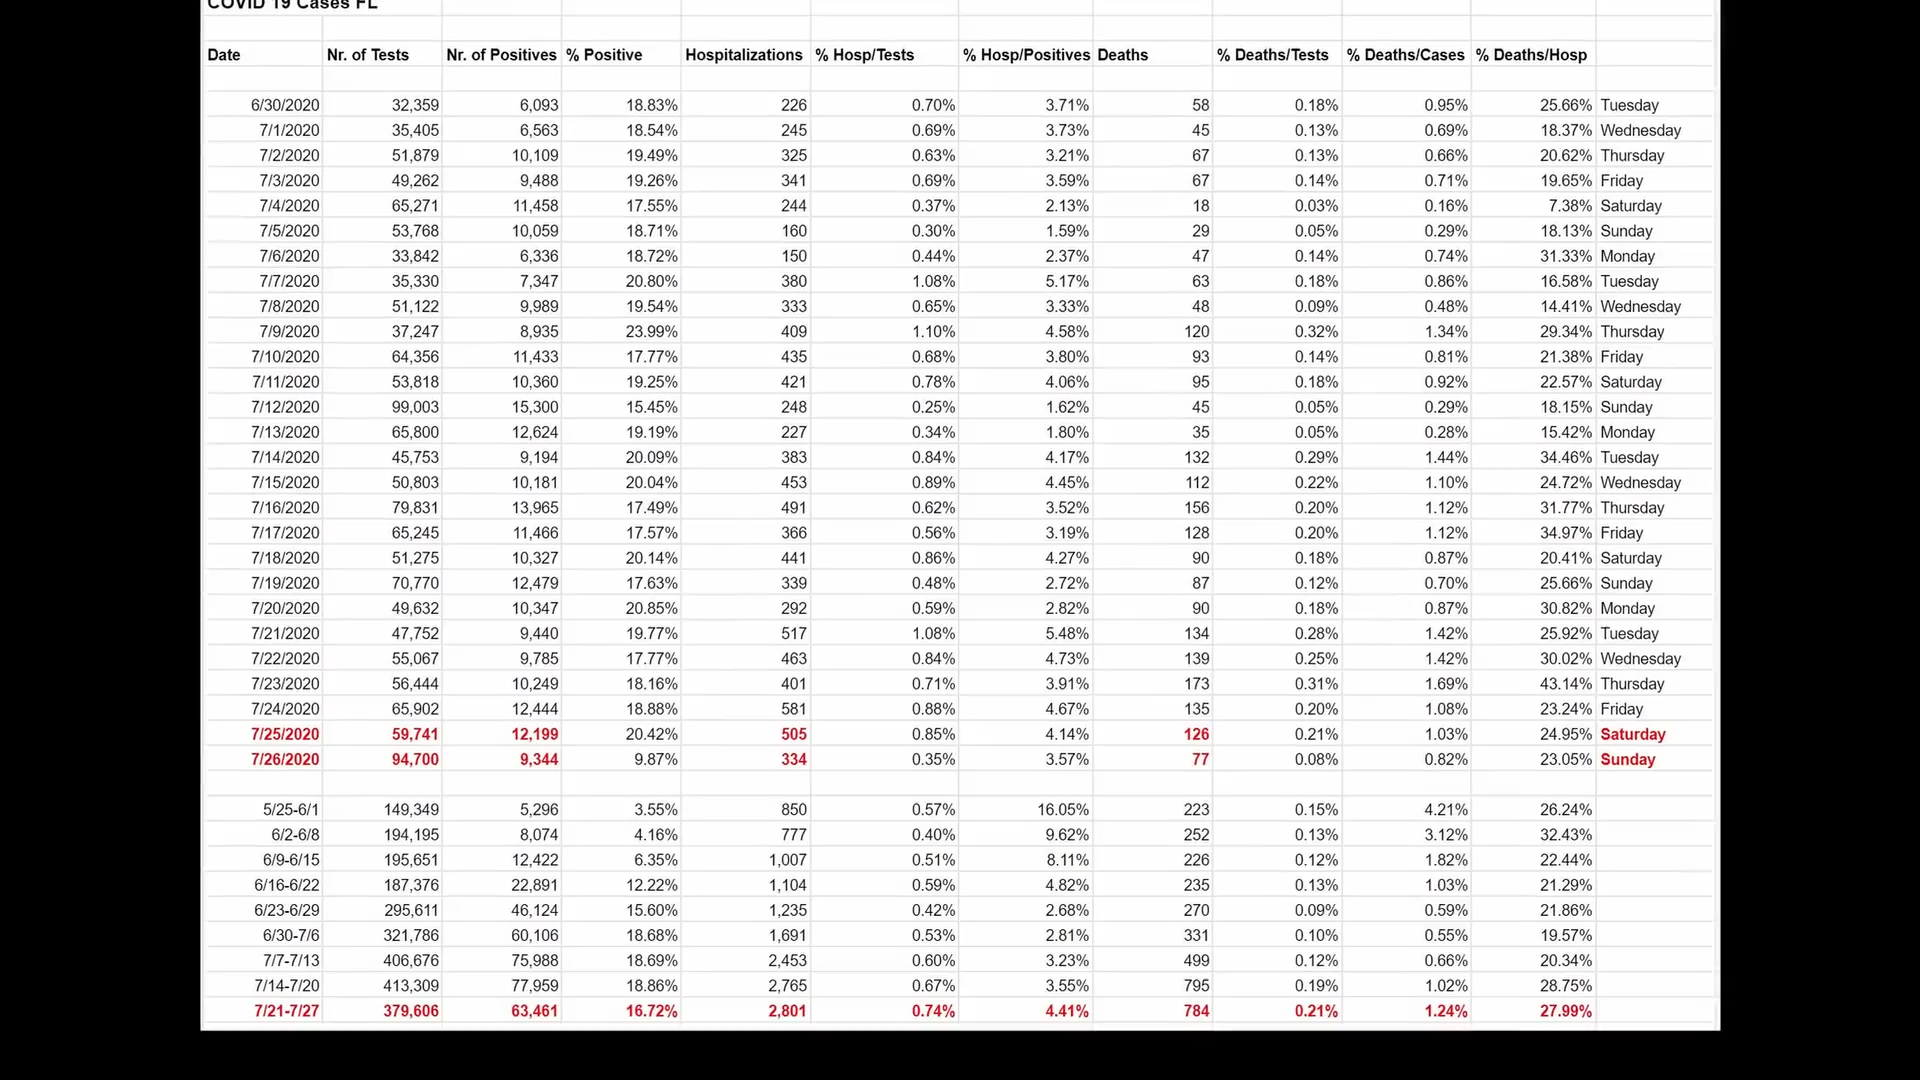 COVID 19 Cases FL
Date Nr. of Tests Nr. of Positives % Positive Hospitalizations % Hosp/Tests % Hosp/Positives Deaths % Deaths/Tests % Deaths/Cases % Deaths/Hosp
6/30/2020 32,359 6,093 18.83% 226 0.70% 3.71% 58 0.18% 0.95% 25.66% Tuesday
7/1/2020 35,405 6,563 18.54% 245 0.69% 3.73% 45 0.13% 0.69% 18.37% Wednesday
7/2/2020 51,879 10,109 19.49% 325 0.63% 3.21% 67 0.13% 0.66% 20.62% Thursday
7/3/2020 49,262 9,488 19.26% 341 0.69% 3.59% 67 0.14% 0.71% 19.65% Friday
7/4/2020 65,271 11,458 17.55% 244 0.37% 2.13% 18 0.03% 0.16% 7.38% Saturday
7/5/2020 53,768 10,059 18.71% 160 0.30% 1.59% 29 0.05% 0.29% 18.13% Sunday
7/6/2020 33,842 6,336 18.72% 150 0.44% 2.37% 47 0.14% 0.74% 31.33% Monday
7/7/2020 35,330 7,347 20.80% 380 1.08% 5.17% 63 0.18% 0.86% 16.58% Tuesday
7/8/2020 51,122 9,989 19.54% 333 0.65% 3.33% 48 0.09% 0.48% 14.41% Wednesday
7/9/2020 37,247 8,935 23.99% 409 1.10% 4.58% 120 0.32% 1.34% 29.34% Thursday
7/10/2020 64,356 11,433 17.77% 435 0.68% 3.80% 93 0.14% 0.81% 21.38% Friday
7/11/2020 53,818 10,360 19.25% 421 0.78% 4.06% 95 0.18% 0.92% 22.57% Saturday
7/12/2020 99,003 15,300 15.45% 248 0.25% 1.62% 45 0.05% 0.29% 18.15% Sunday
7/13/2020 65,800 12,624 19.19% 227 0.34% 1.80% 35 0.05% 0.28% 15.42% Monday
7/14/2020 45,753 9,194 20.09% 383 0.84% 4.17% 132 0.29% 1.44% 34.46% Tuesday
7/15/2020 50,803 10,181 20.04% 453 0.89% 4.45% 112 0.22% 1.10% 24.72% Wednesday
7/16/2020 79,831 13,965 17.49% 491 0.62% 3.52% 156 0.20% 1.12% 31.77% Thursday
7/17/2020 65,245 11,466 17.57% 366 0.56% 3.19% 128 0.20% 1.12% 34.97% Friday
7/18/2020 51,275 10,327 20.14% 441 0.86% 4.27% 90 0.18% 0.87% 20.41% Saturday
7/19/2020 70,770 12,479 17.63% 339 0.48% 2.72% 87 0.12% 0.70% 25.66% Sunday
7/20/2020 49,632 10,347 20.85% 292 0.59% 2.82% 90 0.18% 0.87% 30.82% Monday
7/21/2020 47,752 9,440 19.77% 517 1.08% 5.48% 134 0.28% 1.42% 25.92% Tuesday
7/22/2020 55,067 9,785 17.77% 463 0.84% 4.73% 139 0.25% 1.42% 30.02% Wednesday
7/23/2020 56,444 10,249 18.16% 401 0.71% 3.91% 173 0.31% 1.69% 43.14% Thursday
7/24/2020 65,902 12,444 18.88% 581 0.88% 4.67% 135 0.20% 1.08% 23.24% Friday
7/25/2020 59,741 12,199 20.42% 505 0.85% 4.14% 126 0.21% 1.03% 24.95% Saturday
7/26/2020 94,700 9,344 9.87% 334 0.35% 3.57% 77 0.08% 0.82% 23.05% Sunday
5/25-6/1 149,349 5,296 3.55% 850 0.57% 16.05% 223 0.15% 4.21% 26.24%
6/2-6/8 194,195 8,074 4.16% 777 0.40% 9.62% 252 0.13% 3.12% 32.43%
6/9-6/15 195,651 12,422 6.35% 1,007 0.51% 8.11% 226 0.12% 1.82% 22.44%
6/16-6/22 187,376 22,891 12.22% 1,104 0.59% 4.82% 235 0.13% 1.03% 21.29%
6/23-6/29 295,611 46,124 15.60% 1,235 0.42% 2.68% 270 0.09% 0.59% 21.86%
6/30-7/6 321,786 60,106 18.68% 1,691 0.53% 2.81% 331 0.10% 0.55% 19.57%
7/7-7/13 406,676 75,988 18.69% 2,453 0.60% 3.23% 499 0.12% 0.66% 20.34%
7/14-7/20 413,309 77,959 18.86% 2,765 0.67% 3.55% 795 0.19% 1.02% 28.75%
7/21-7/27 379,606 63,461 16.72% 2,801 0.74% 4.41% 784 0.21% 1.24% 27.99%